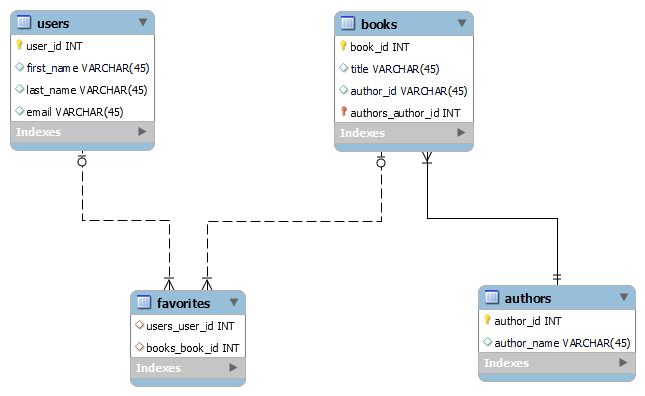 users
user_id INT
first_name VARCHAR(45)
last_name VARCHAR(45)
email VARCHAR(45)
Indexes
books
book_id INT
title VARCHAR(45)
author_id VARCHAR(45)
authors_author_id INT
Indexes
favorites
users_user_id INT
books_book_id INT
Indexes
authors
author_id INT
author_name VARCHAR(45)
Indexes